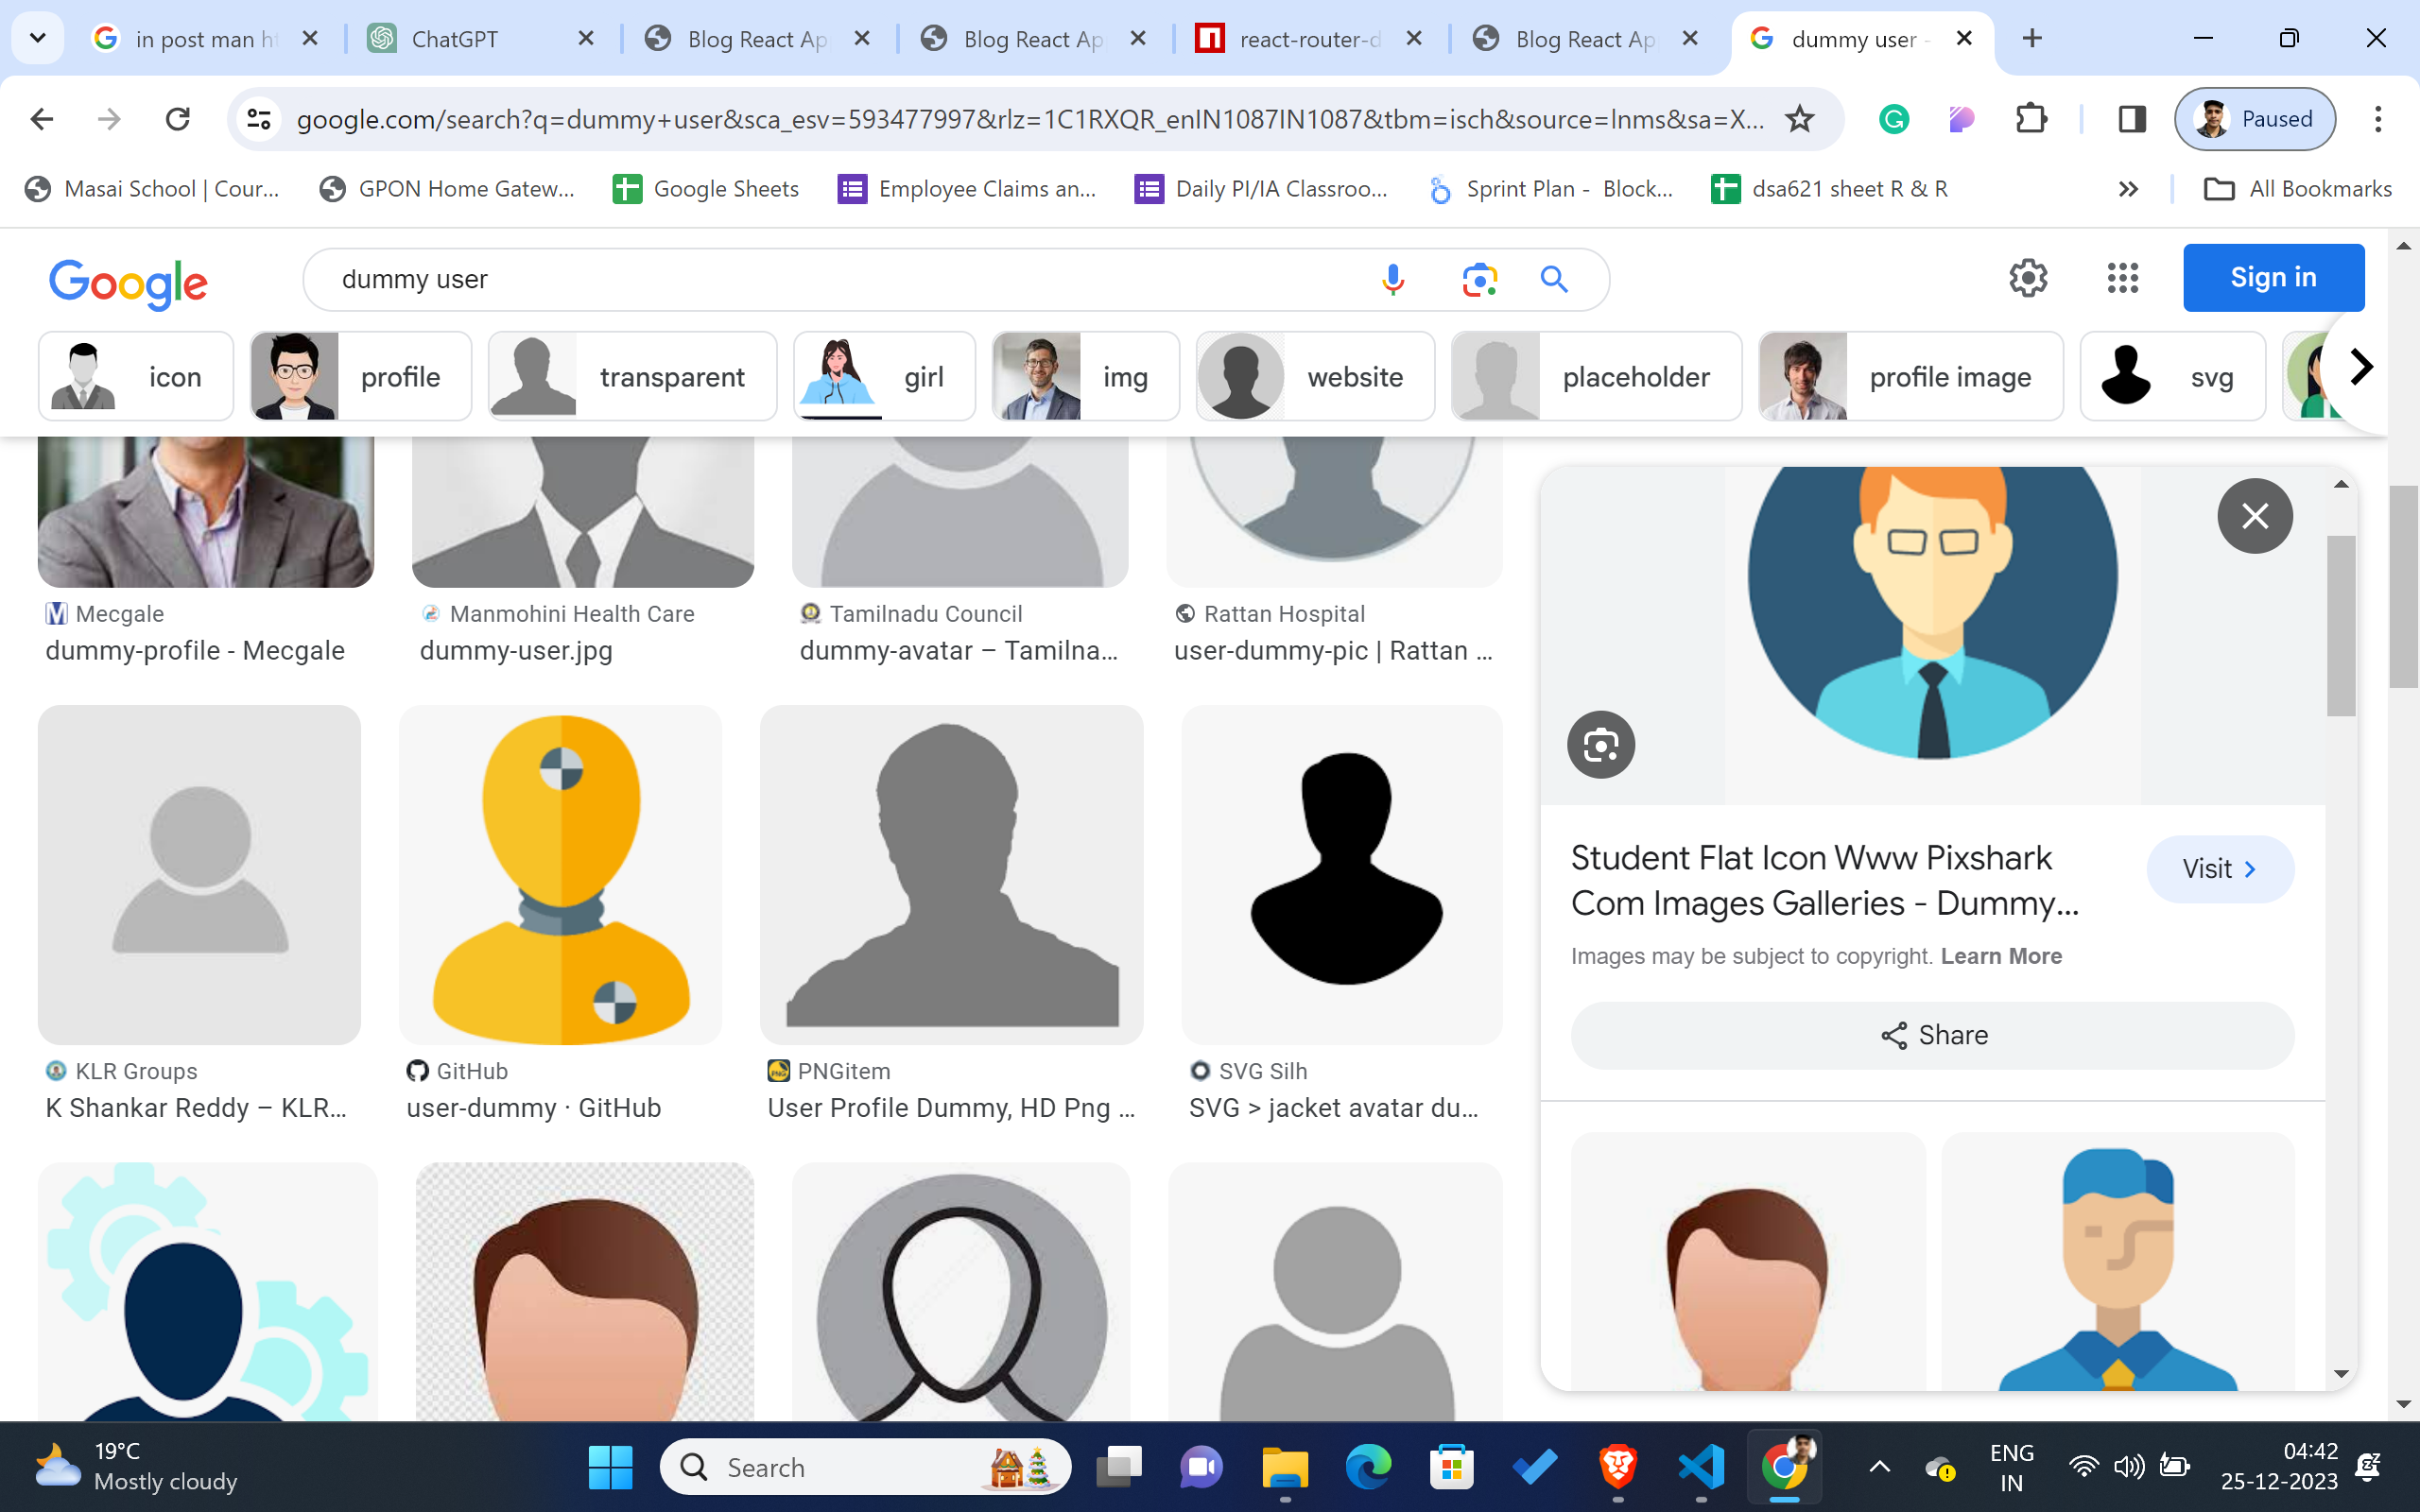 in post man ht
ChatGPT
Blog React Ap
Blog React Ap
react-router-d
Blog React Ap
dummy user -
google.com/search?q=dummy+user&sca_esv=593477997&rlz=1C1RXQR_enIN1087IN1087&tbm=isch&source=lnms&sa=X...
Paused
Masai School | Cour...
GPON Home Gatew...
Google Sheets
Employee Claims an...
Daily PI/IA Classroo...
Sprint Plan - Block...
dsa621 sheet R & R
All Bookmarks
Google
dummy user
Sign in
icon
profile
transparent
girl
img
website
placeholder
profile image
svg
Mecgale
dummy-profile - Mecgale
Manmohini Health Care
dummy-user.jpg
Tamilnadu Council
dummy-avatar – Tamilna...
Rattan Hospital
user-dummy-pic | Rattan ...
KLR Groups
K Shankar Reddy – KLR...
GitHub
user-dummy · GitHub
PNGitem
User Profile Dummy, HD Png ...
SVG Silh
SVG > jacket avatar du...
Student Flat Icon Www Pixshark
Com Images Galleries - Dummy...
Visit
Images may be subject to copyright. Learn More
Share
19°C
Mostly cloudy
Search
ENG
IN
04:42
25-12-2023